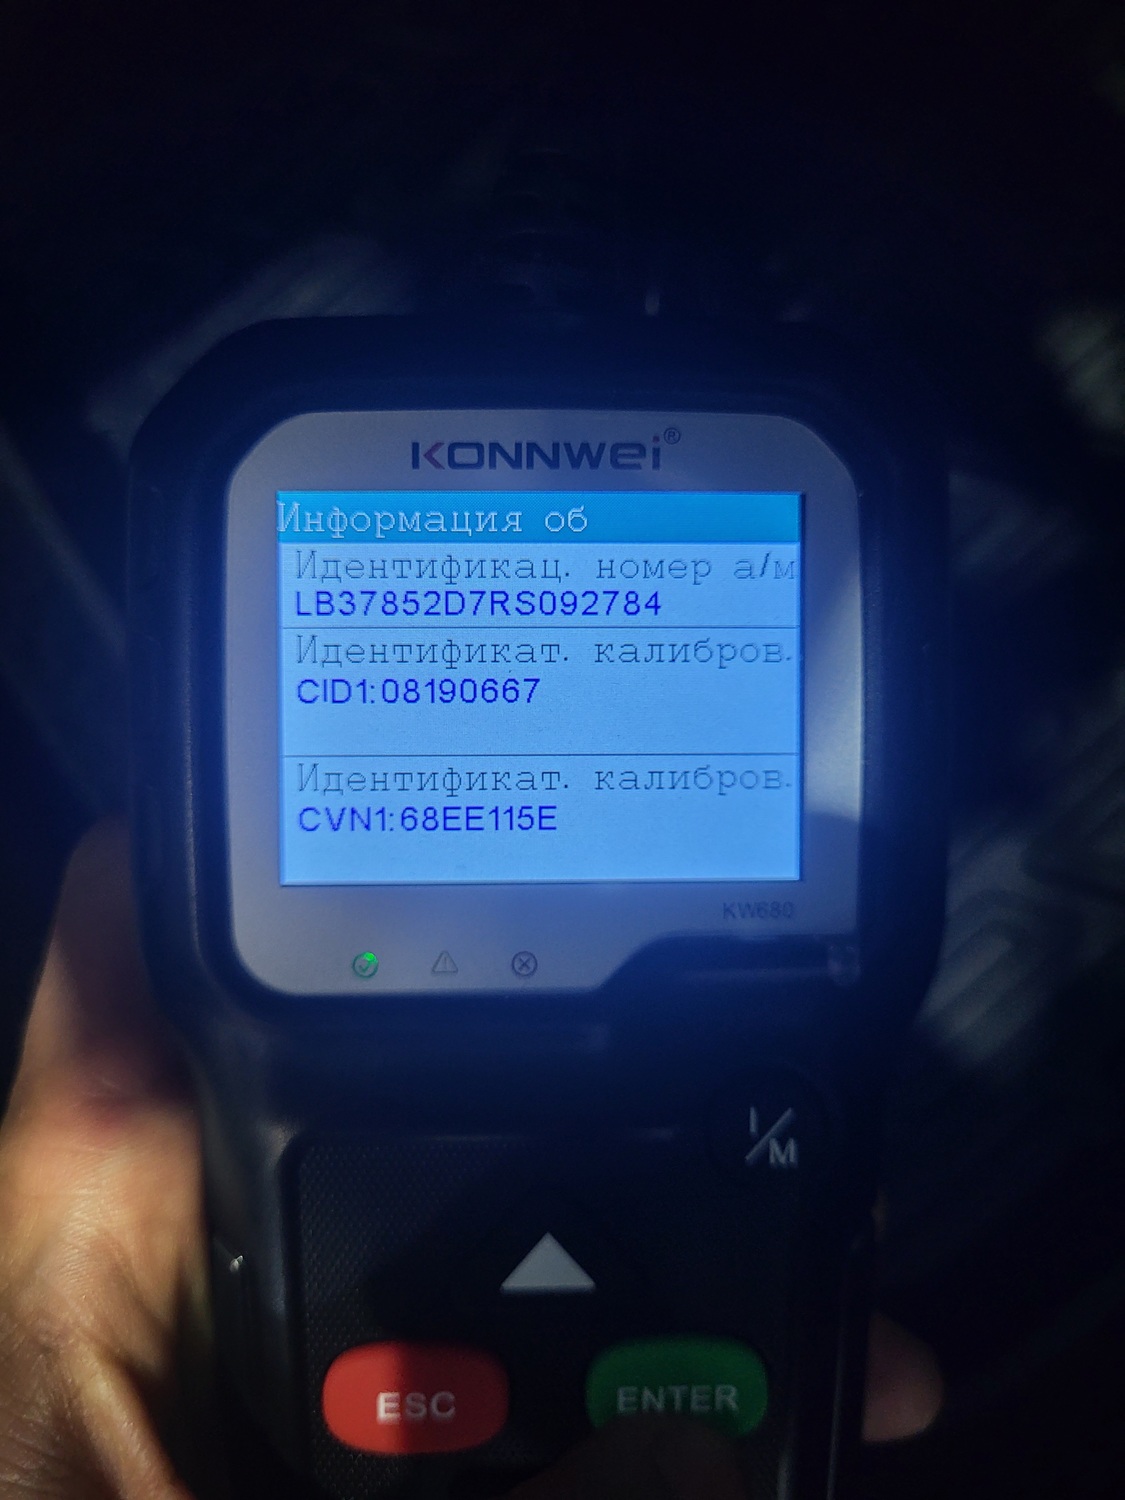 KONNWEI®
Информация об
Идентификац. номер а/м
LB37852D7RS092784
Идентификат. калибров.
CID1:08190667
Идентификат. калибров.
CVN1:68EE115E
KW680
I/M
ESC
ENTER